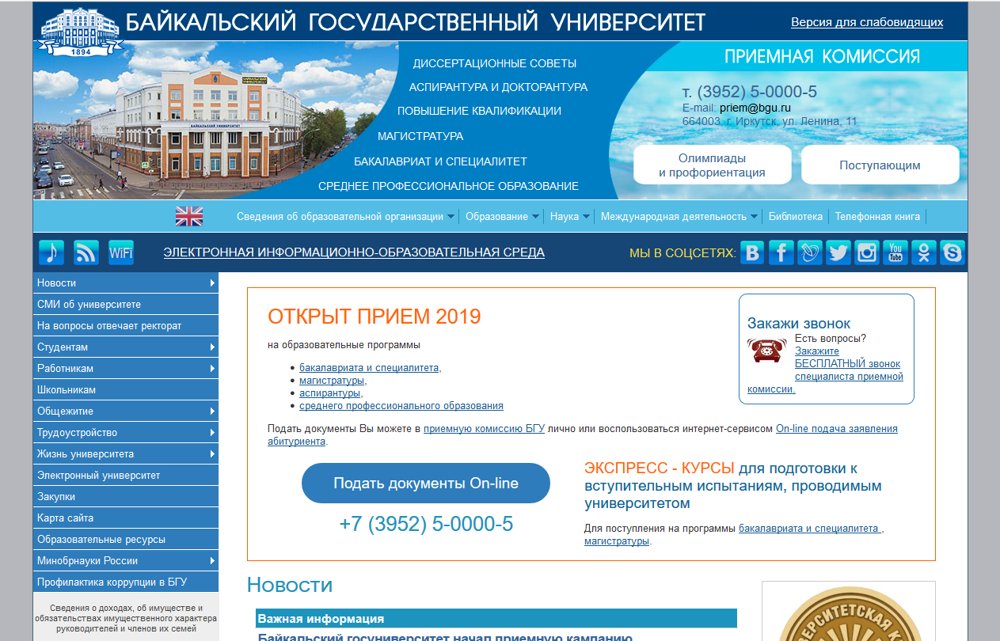 БАЙКАЛЬСКИЙ ГОСУДАРСТВЕННЫЙ УНИВЕРСИТЕТ
Версия для слабовидящих
1894
ПРИЕМНАЯ КОМИССИЯ
ДИССЕРТАЦИОННЫЕ СОВЕТЫ
АСПИРАНТУРА И ДОКТОРАНТУРА
ПОВЫШЕНИЕ КВАЛИФИКАЦИИ
МАГИСТРАТУРА
БАКАЛАВРИАТ И СПЕЦИАЛИТЕТ
СРЕДНЕЕ ПРОФЕССИОНАЛЬНОЕ ОБРАЗОВАНИЕ
БАЙКАЛЬСКИЙ УНИВЕРСИТЕТ
т. (3952) 5-0000-5
E-mail: priem@bgu.ru
664003, г. Иркутск, ул. Ленина, 11
Олимпиады
и профориентация
Поступающим
Сведения об образовательной организации Образование Наука Международная деятельность Библиотека Телефонная книга
WiFi
ЭЛЕКТРОННАЯ ИНФОРМАЦИОННО-ОБРАЗОВАТЕЛЬНАЯ СРЕДА
МЫ В СОЦСЕТЯХ:
You
Tube
Новости
СМИ об университете
На вопросы отвечает ректорат
Студентам
Работникам
Школьникам
Общежитие
Трудоустройство
Жизнь университета
Электронный университет
Закупки
Карта сайта
Образовательные ресурсы
Минобрнауки России
Профилактика коррупции в БГУ
Сведения о доходах, об имуществе и
обязательствах имущественного характера
руководителей и членов их семей
ОТКРЫТ ПРИЕМ 2019
на образовательные программы
бакалавриата и специалитета,
магистратуры,
аспирантуры,
среднего профессионального образования
Закажи звонок
Есть вопросы?
Закажите
БЕСПЛАТНЫЙ звонок
специалиста приемной
комиссии.
Подать документы Вы можете в приемную комиссию БГУ лично или воспользоваться интернет-сервисом On-line подача заявления
абитуриента.
Подать документы On-line
+7 (3952) 5-0000-5
ЭКСПРЕСС - КУРСЫ для подготовки к
вступительным испытаниям, проводимым
университетом
Для поступления на программы бакалавриата и специалитета ,
магистратуры.
Новости
Важная информация
Байкальский госуниверситет начал приемную кампанию